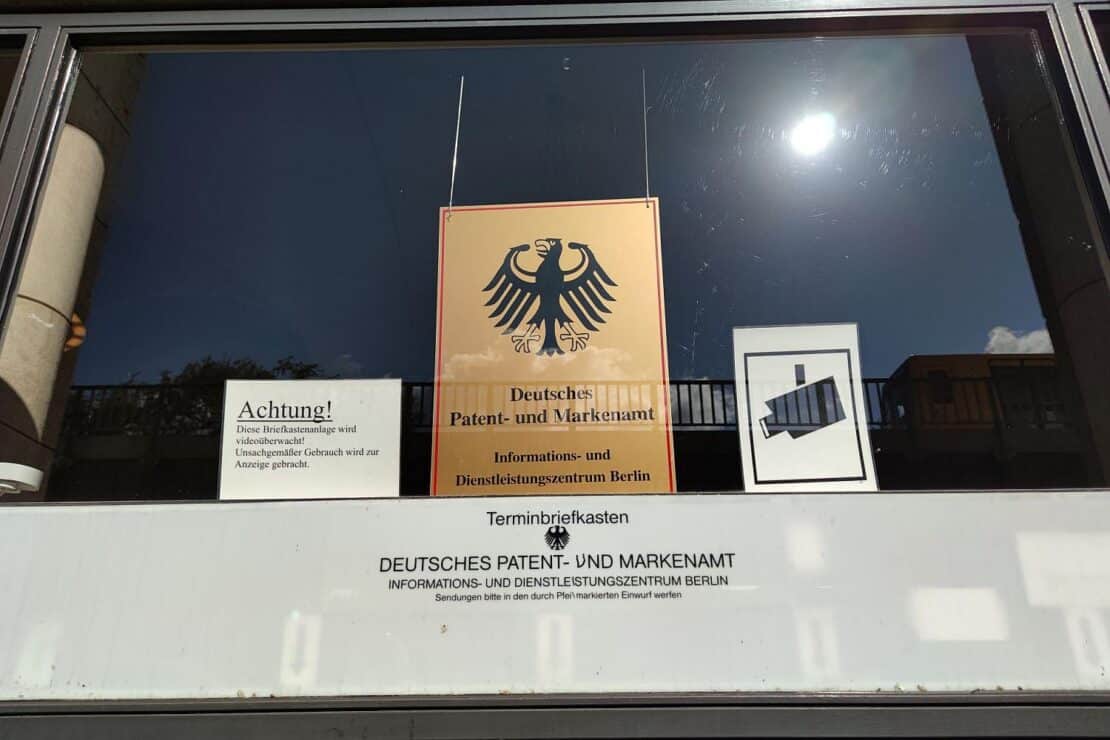 Achtung!
Diese Briefkastenanlage wird
videoüberwacht!
Unsachgemäßer Gebrauch wird zur
Anzeige gebracht.
Deutsches
Patent- und Markenamt
Informations- und
Dienstleistungszentrum Berlin
Terminbriefkasten
DEUTSCHES PATENT- UND MARKENAMT
INFORMATIONS- UND DIENSTLEISTUNGSZENTRUM BERLIN
Sendungen bitte in den durch Pfeil markierten Einwurf werfen